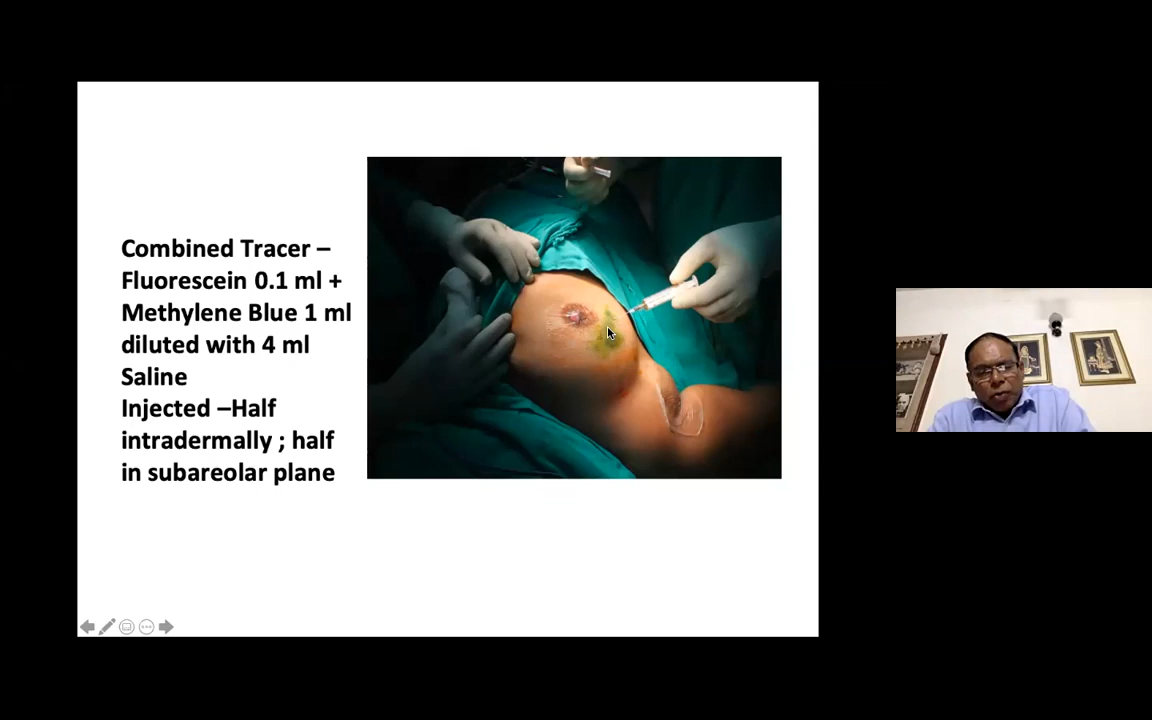 Combined Tracer –
Fluorescein 0.1 ml +
Methylene Blue 1 ml
diluted with 4 ml
Saline
Injected –Half
intradermally ; half
in subareolar plane